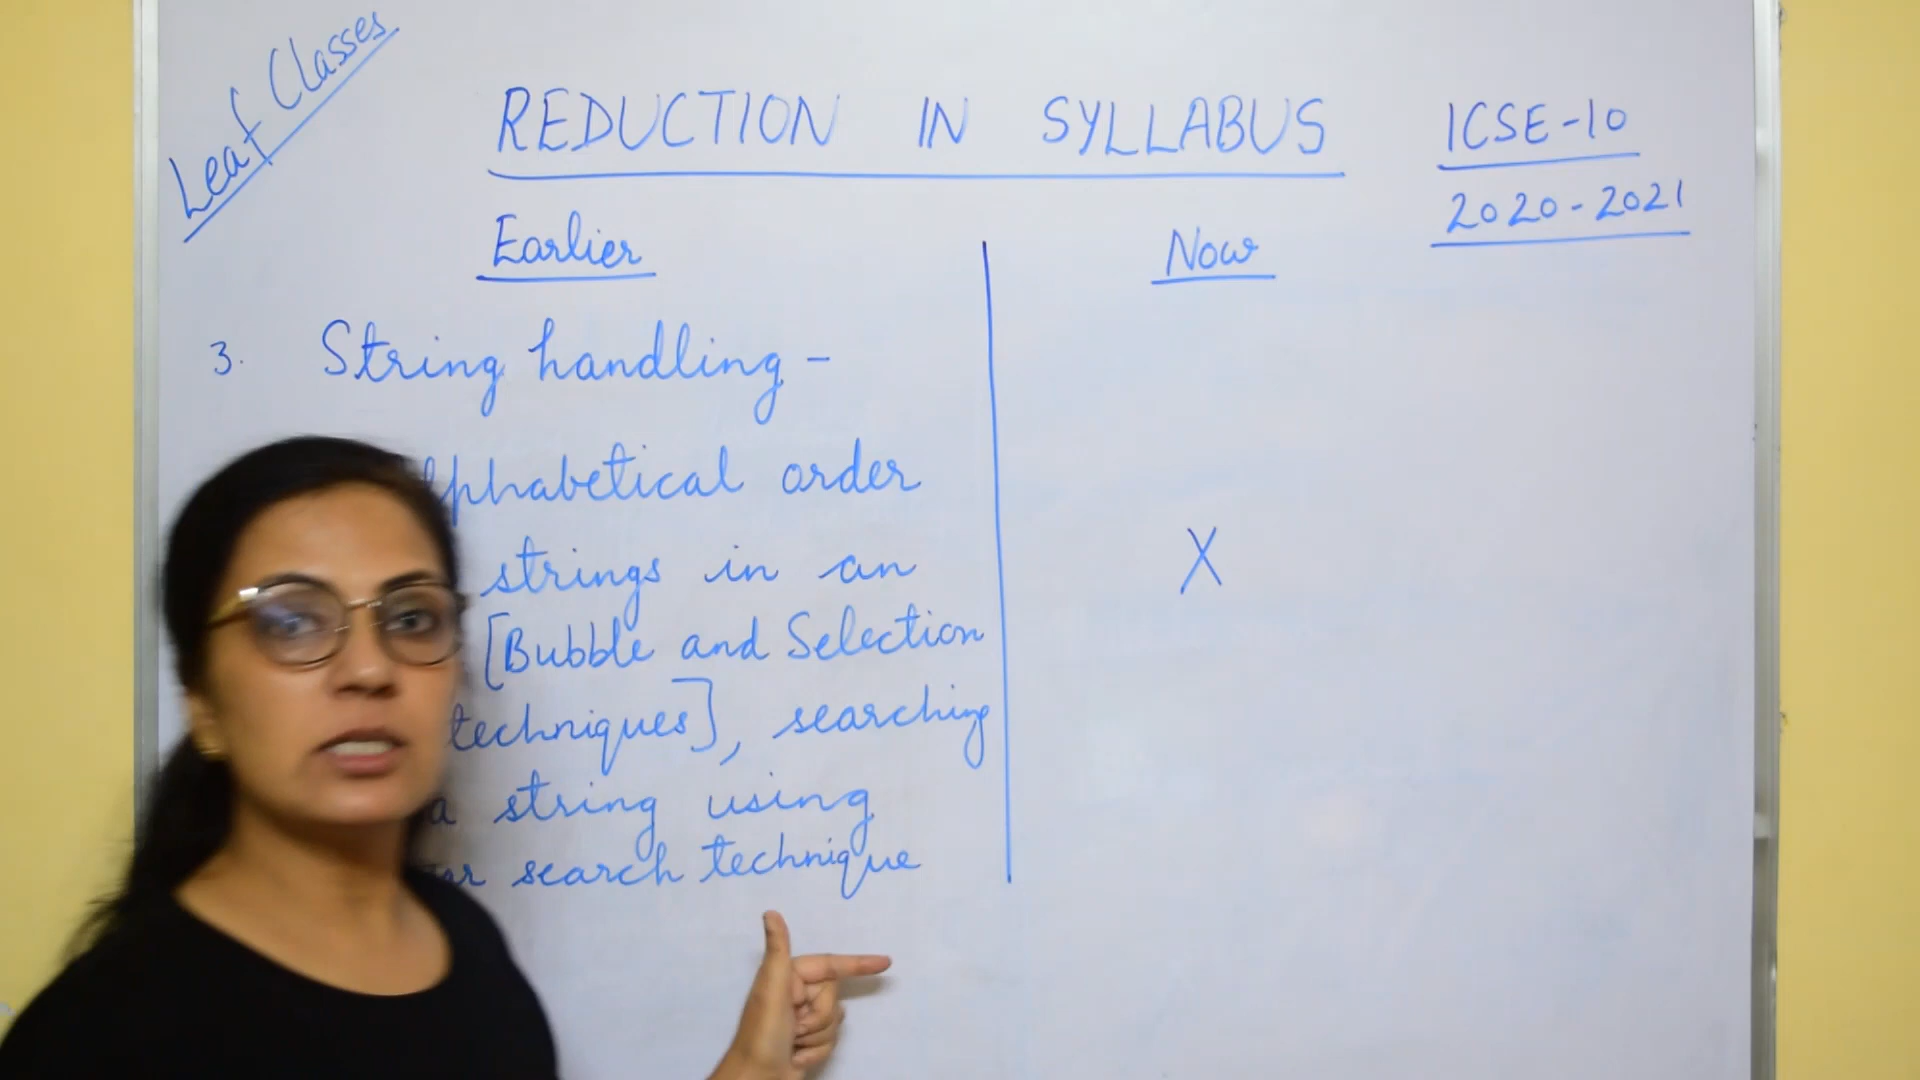 Leaf Classes
REDUCTION IN SYLLABUS
ICSE-10
2020-2021
Earlier
Now
3. String handling -
order
strings in an
X
[Bubble and Selection
techniques], searching
a string using
search technique